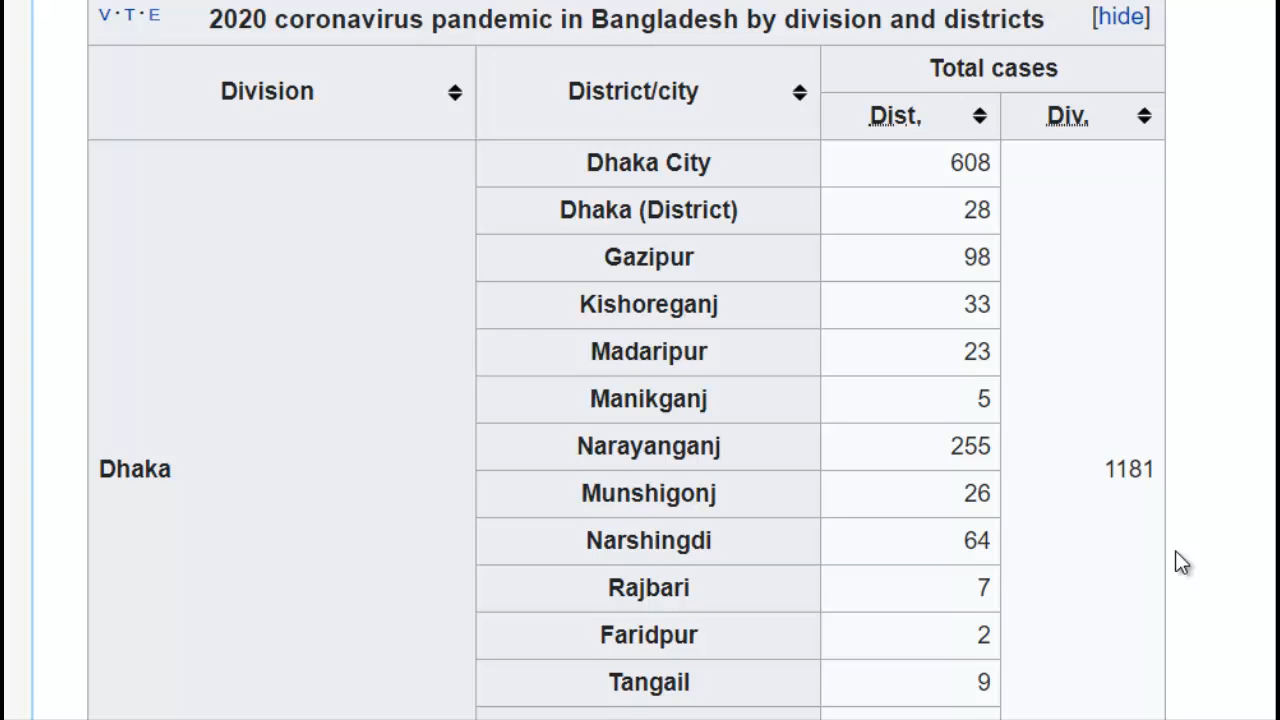 V · T · E 2020 coronavirus pandemic in Bangladesh by division and districts [hide]
Division District/city Total cases
Dist, Div.
Dhaka City 608
Dhaka (District) 28
Gazipur 98
Kishoreganj 33
Madaripur 23
Manikganj 5
Narayanganj 255
Dhaka 1181
Munshigonj 26
Narshingdi 64
Rajbari 7
Faridpur 2
Tangail 9